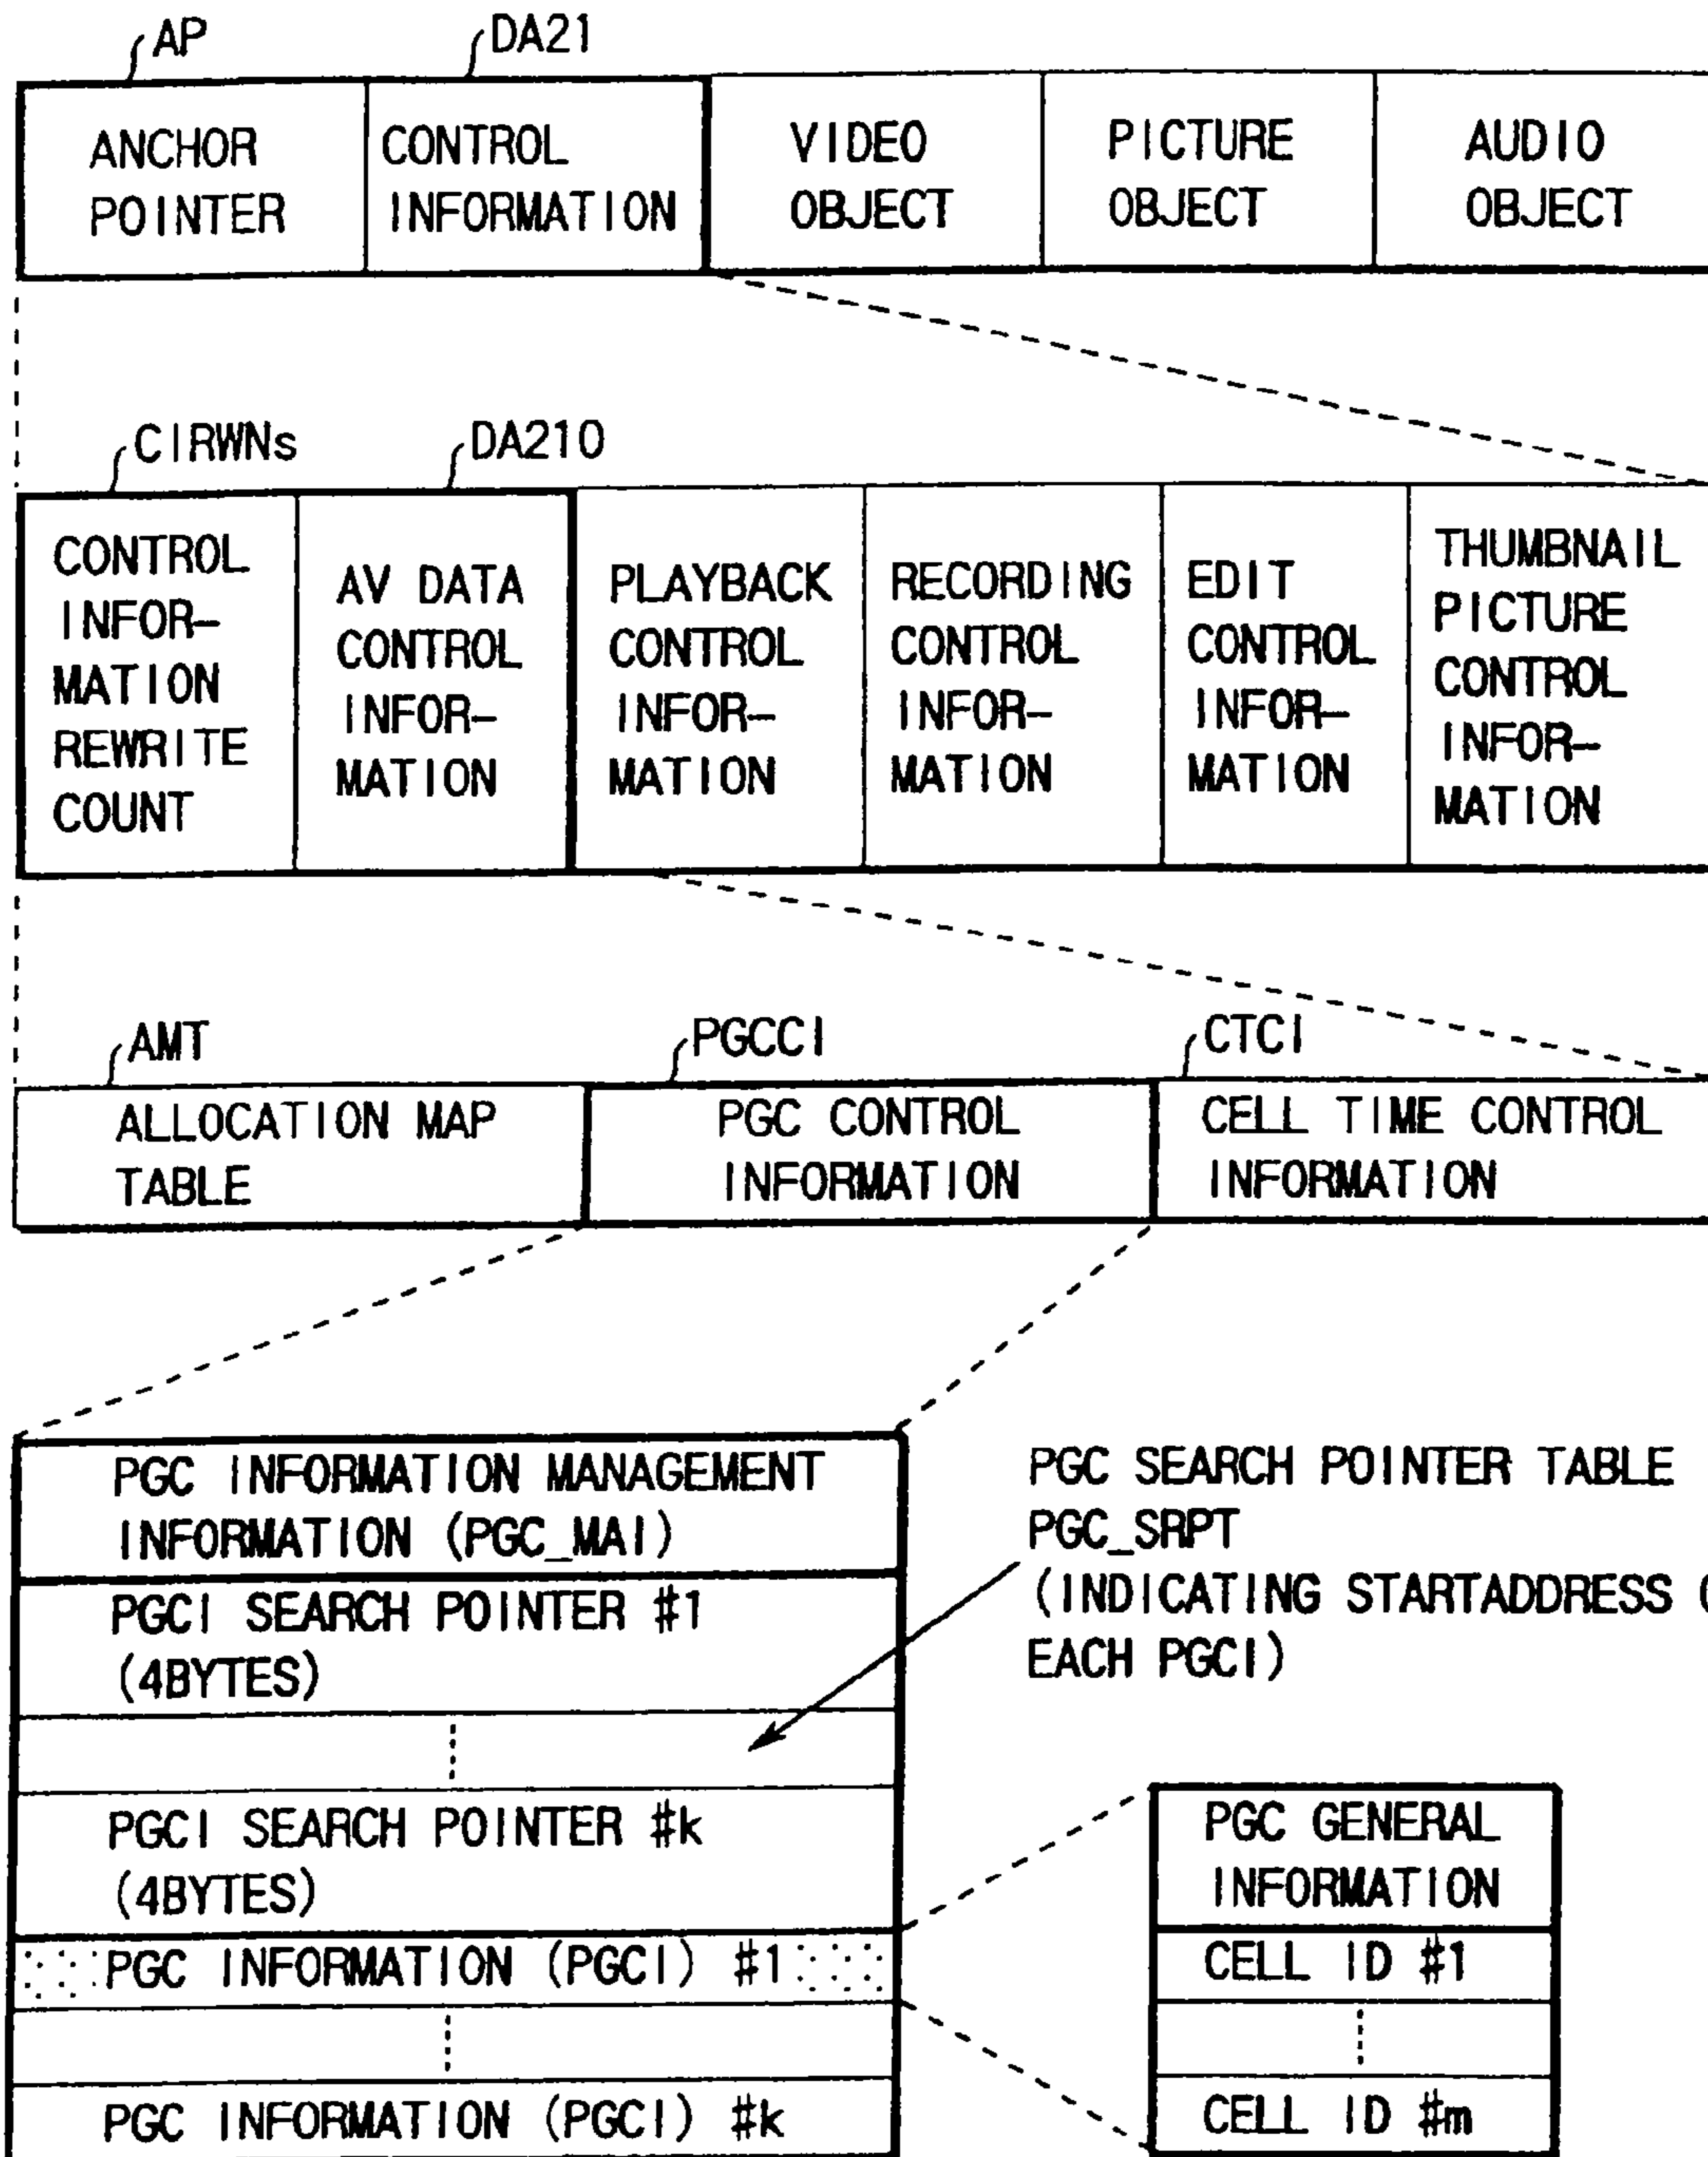 AP
DA21
ANCHOR
POINTER
CONTROL
INFORMATION
VIDEO
OBJECT
PICTURE
OBJECT
AUDIO
OBJECT
CIRWNs
DA210
CONTROL
INFOR-
MATION
REWRITE
COUNT
AV DATA
CONTROL
INFOR-
MATION
PLAYBACK
CONTROL
INFOR-
MATION
RECORDING
CONTROL
INFOR-
MATION
EDIT
CONTROL
INFOR-
MATION
THUMBNAIL
PICTURE
CONTROL
INFOR-
MATION
AMT
PGCCI
CTCI
ALLOCATION MAP
TABLE
PGC CONTROL
INFORMATION
CELL TIME CONTROL
INFORMATION
PGC INFORMATION MANAGEMENT
INFORMATION (PGC_MAI)
PGCI SEARCH POINTER #1
(4BYTES)
PGCI SEARCH POINTER #k
(4BYTES)
PGC INFORMATION (PGCI) #1
PGC INFORMATION (PGCI) #k
PGC SEARCH POINTER TABLE
PGC_SRPT
(INDICATING STARTADDRESS
EACH PGCI)
PGC GENERAL
INFORMATION
CELL ID #1
CELL ID #m